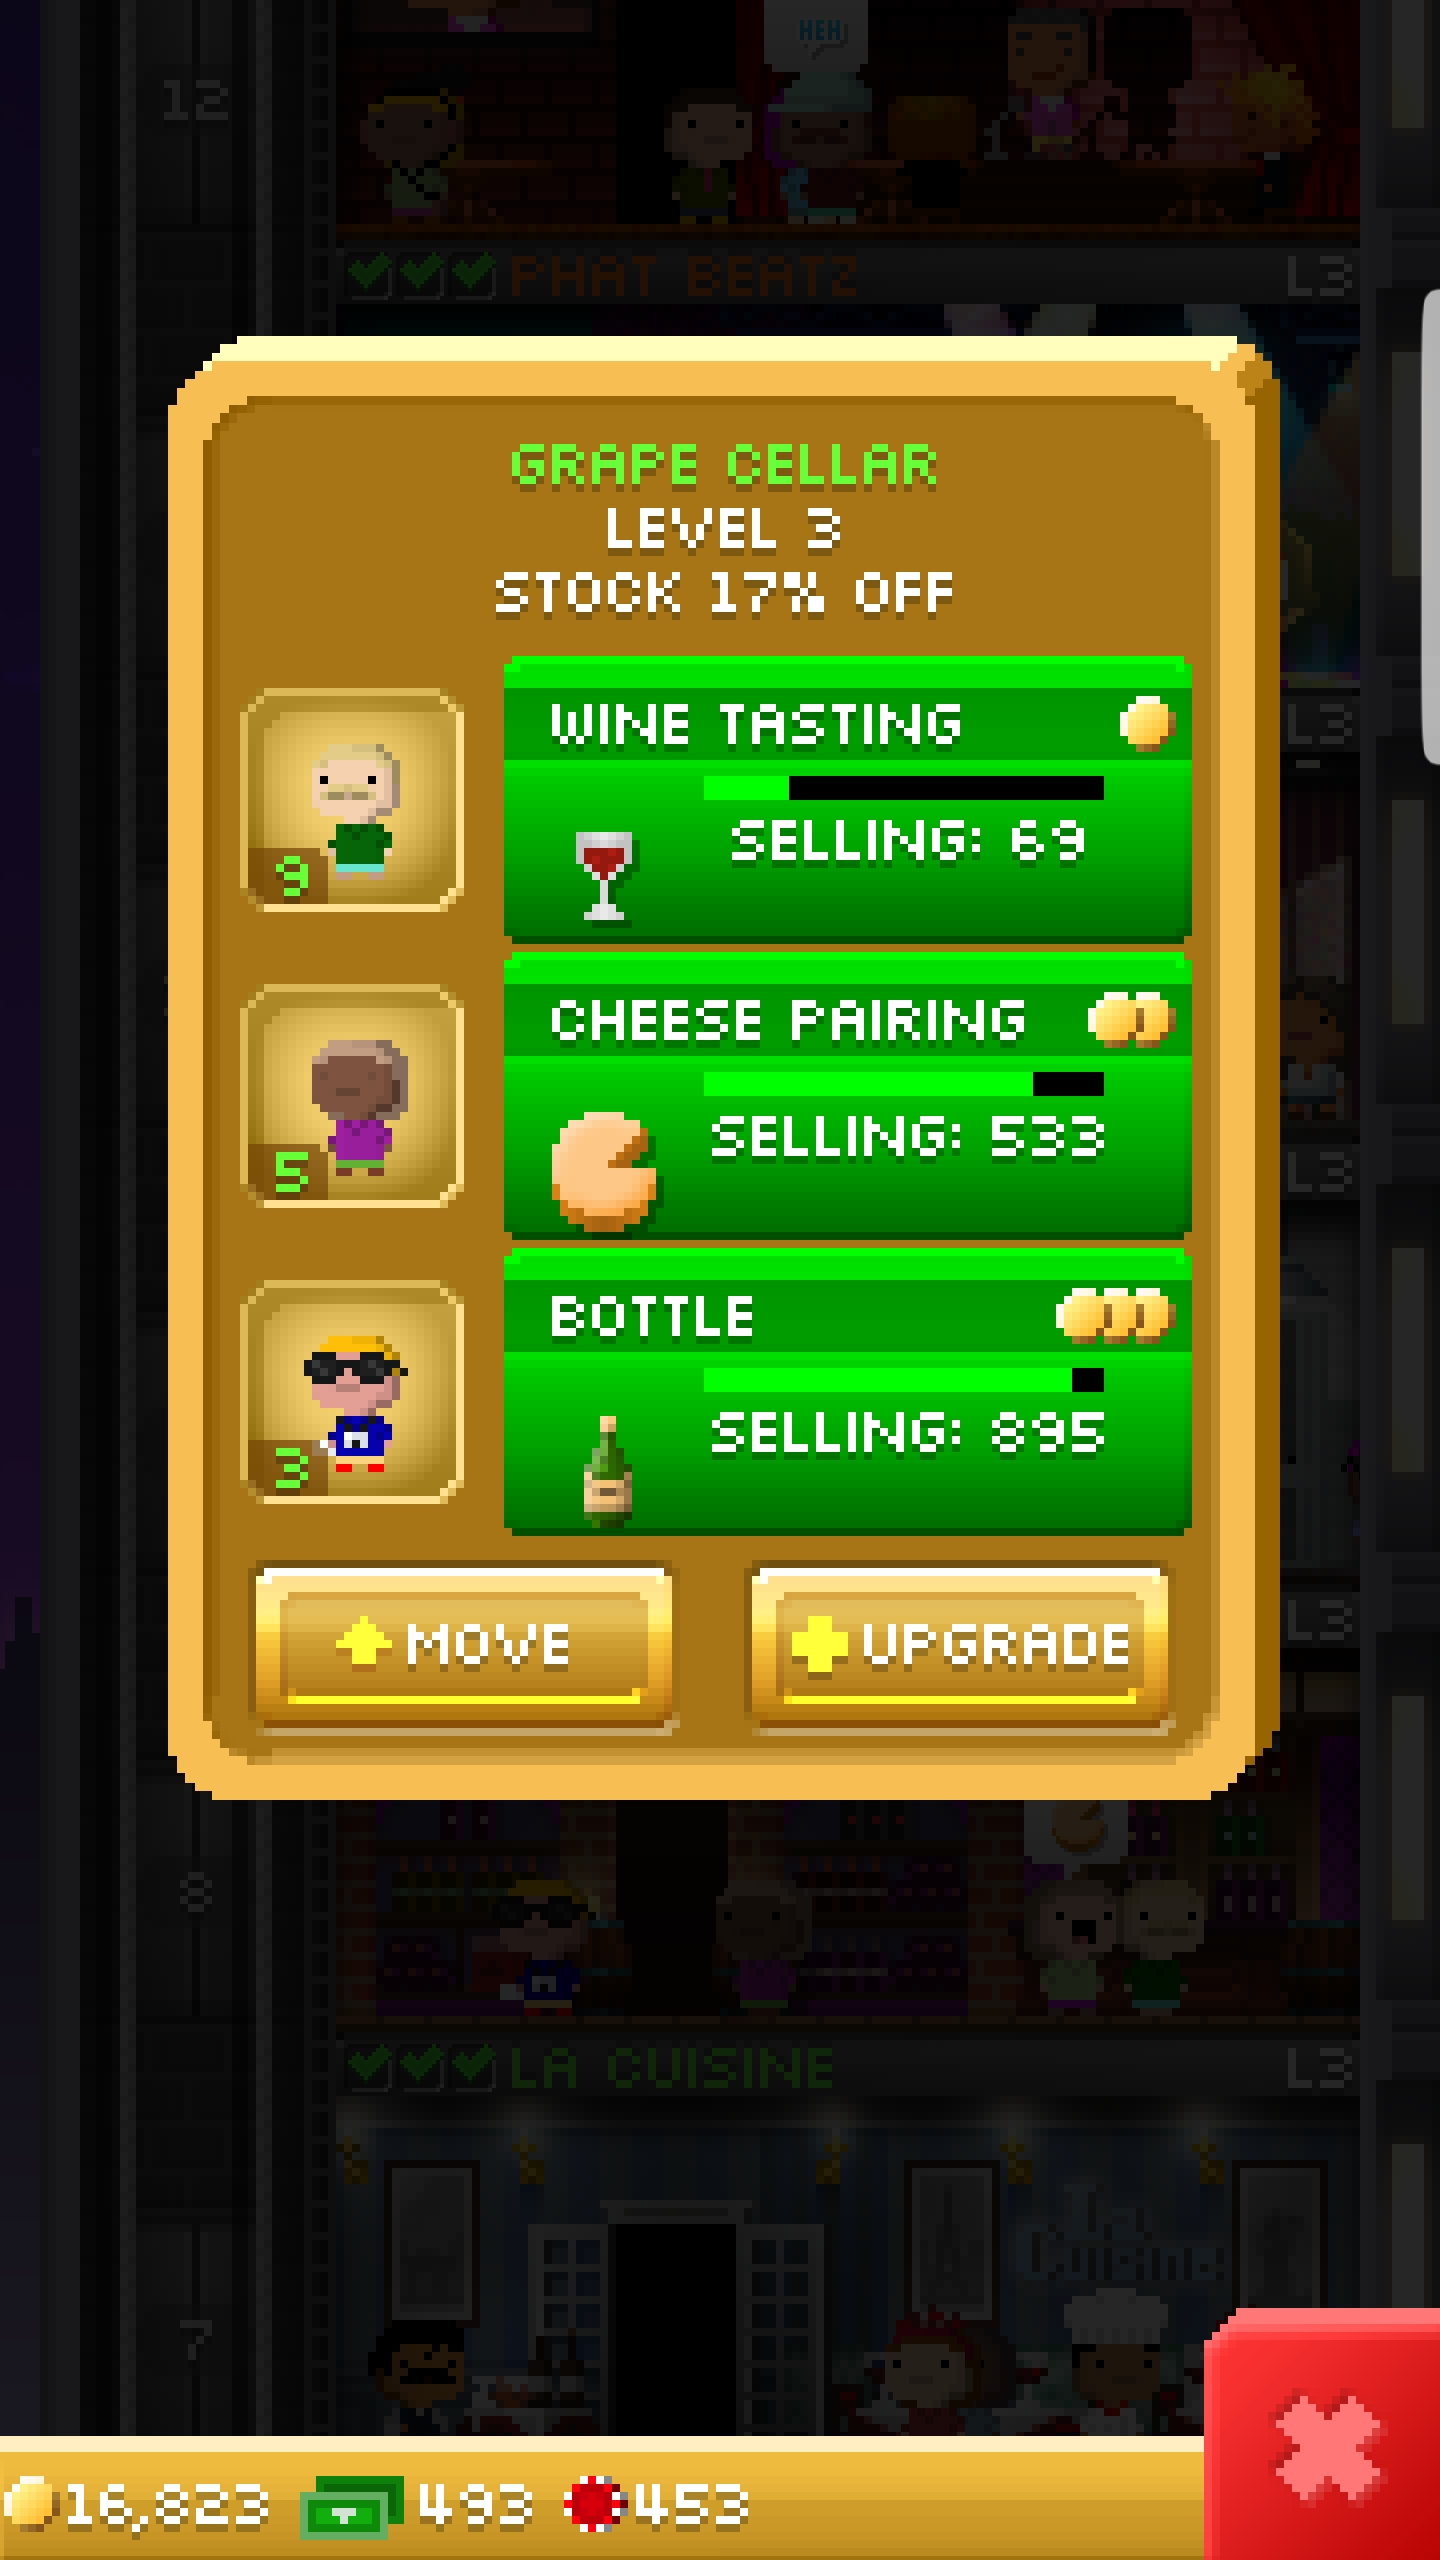 HEH
12
PHAT BEATZ L3
GRAPE CELLAR
LEVEL 3
STOCK 17% OFF
L3
WINE TASTING
SELLING: 69
9
CHEESE PAIRING
SELLING: 533
5
L3
BOTTLE
SELLING: 895
3
L3
MOVE
UPGRADE
8
LA CUISINE L3
La
Cuisine
7
16,823 493 453